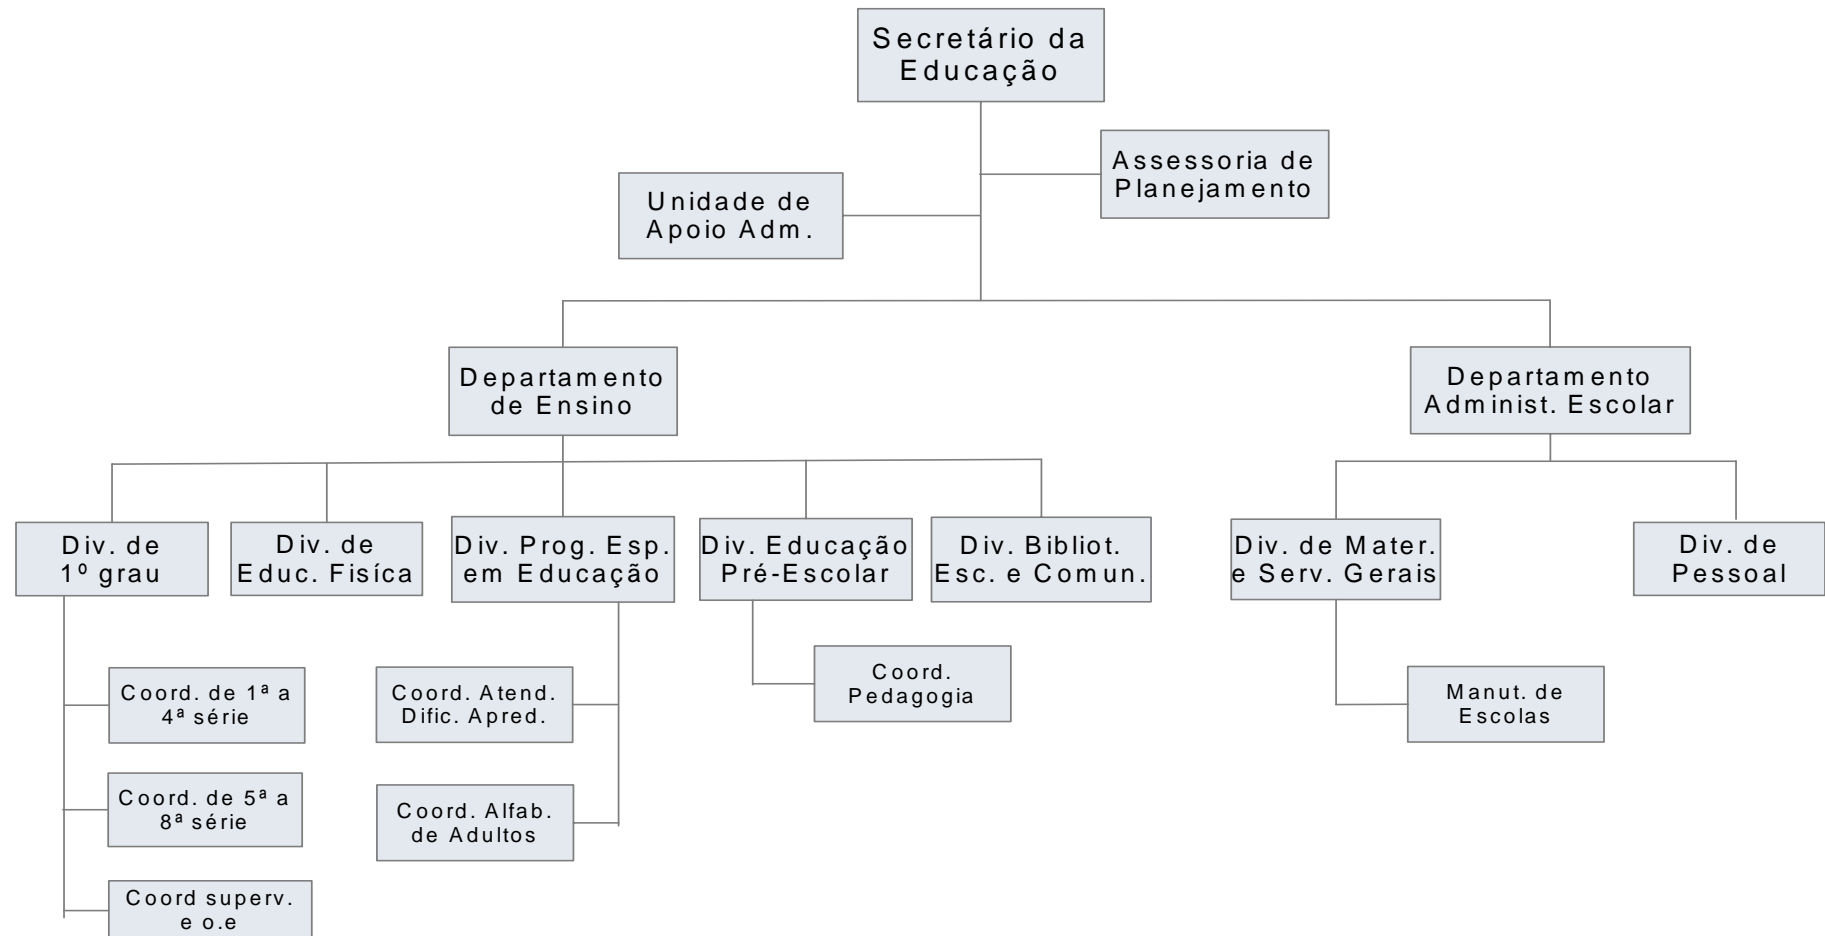 Secretário da
Educação
Assessoria de
Planejamento
Unidade de
Apoio Adm.
Departamento
de Ensino
Departamento
Administ. Escolar
Div. de
1º grau
Div. de
Educ. Fisíca
Div. Prog. Esp.
em Educação
Div. Educação
Pré-Escolar
Div. Bibliot.
Esc. e Comun.
Div. de Mater.
e Serv. Gerais
Div. de
Pessoal
Coord. de 1ª a
4ª série
Coord. Atend.
Dific. Apred.
Coord.
Pedagogia
Manut. de
Escolas
Coord. de 5ª a
8ª série
Coord. Alfab.
de Adultos
Coord superv.
e o.e